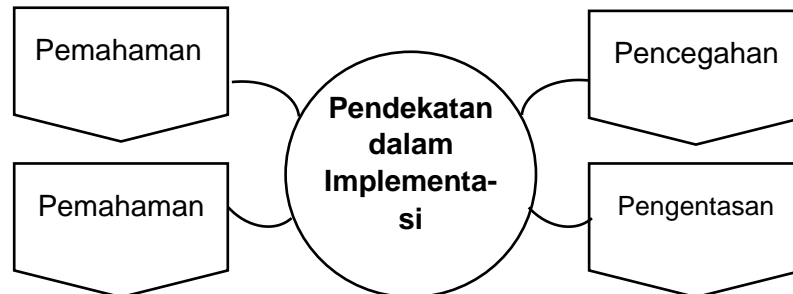 Pemahaman
Pencegahan
Pendekatan
dalam
Implementa-
si
Pemahaman
Pengentasan